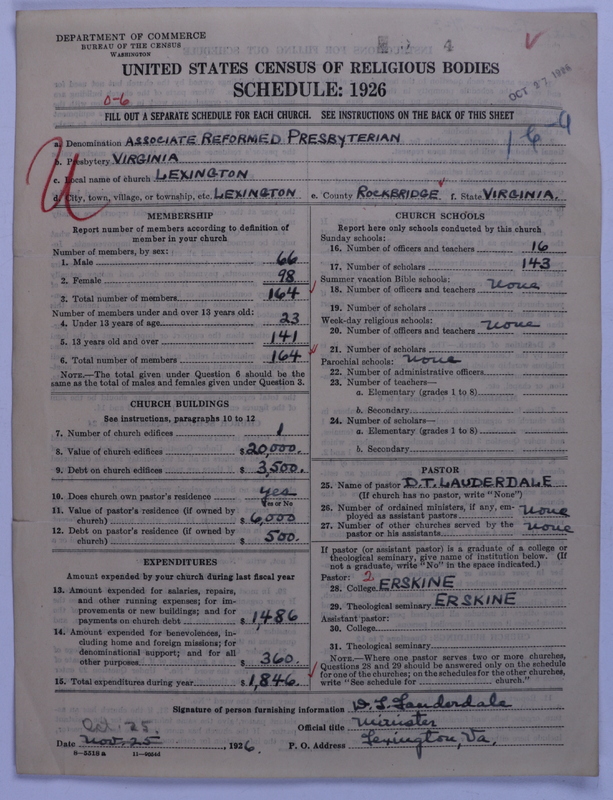 DEPARTMENT OF COMMERCE
BUREAU OF THE CENSUS
WASHINGTON
4
UNITED STATES CENSUS OF RELIGIOUS BODIES
SCHEDULE: 1926
OCT 27 1926
0-6
FILL OUT A SEPARATE SCHEDULE FOR EACH CHURCH. SEE INSTRUCTIONS ON THE BACK OF THIS SHEET
a. Denomination ASSOCIATE REFORMED PRESBYTERIAN
b. Presbytery VIRGINIA
c. Local name of church LEXINGTON
d. City, town, village, or township, etc. LEXINGTON e. County ROCKBRIDGE f. State VIRGINIA.
MEMBERSHIP
Report number of members according to definition of
member in your church
Number of members, by sex:
1. Male 66
2. Female 98
3. Total number of members 164
Number of members under and over 13 years old:
4. Under 13 years of age 23
5. 13 years old and over 141
6. Total number of members 164
NOTE.—The total given under Question 6 should be the
same as the total of males and females given under Question 3.
CHURCH BUILDINGS
See instructions, paragraphs 10 to 12
7. Number of church edifices 1
8. Value of church edifices $20,000.
9. Debt on church edifices $3,500.
10. Does church own pastor's residence yes
Yes or No
11. Value of pastor's residence (if owned by
church) $6,000
12. Debt on pastor's residence (if owned by
church) $500.
EXPENDITURES
Amount expended by your church during last fiscal year
13. Amount expended for salaries, repairs,
and other running expenses; for im-
provements or new buildings; and for
payments on church debt $1,486
14. Amount expended for benevolences, in-
cluding home and foreign missions; for
denominational support; and for all
other purposes $360.
15. Total expenditures during year $1,846.
CHURCH SCHOOLS
Report here only schools conducted by this church
Sunday schools:
16. Number of officers and teachers 16
17. Number of scholars 143
Summer vacation Bible schools:
18. Number of officers and teachers none
19. Number of scholars
Week-day religious schools:
20. Number of officers and teachers none
21. Number of scholars
Parochial schools: none
22. Number of administrative officers
23. Number of teachers—
a. Elementary (grades 1 to 8)
b. Secondary
24. Number of scholars—
a. Elementary (grades 1 to 8)
b. Secondary
PASTOR
25. Name of pastor D.T. LAUDERDALE
(If church has no pastor, write "None")
26. Number of ordained ministers, if any, em-
ployed as assistant pastors none
27. Number of other churches served by the
pastor or his assistants none
If pastor (or assistant pastor) is a graduate of a college or
theological seminary, give name of institution below. (If
not a graduate, write "No" in the space indicated.)
Pastor: 2
28. College ERSKINE
29. Theological seminary ERSKINE
Assistant pastor:
30. College
31. Theological seminary
NOTE.—Where one pastor serves two or more churches,
Questions 28 and 29 should be answered only on the schedule
for one of the churches; on the schedules for the other churches,
write "See schedule for church."
Signature of person furnishing information D. T. Lauderdale
Official title minister
Oct. 25.
Date Nov. 25, 1926. P. O. Address Lexington, Va.
8-5318 a